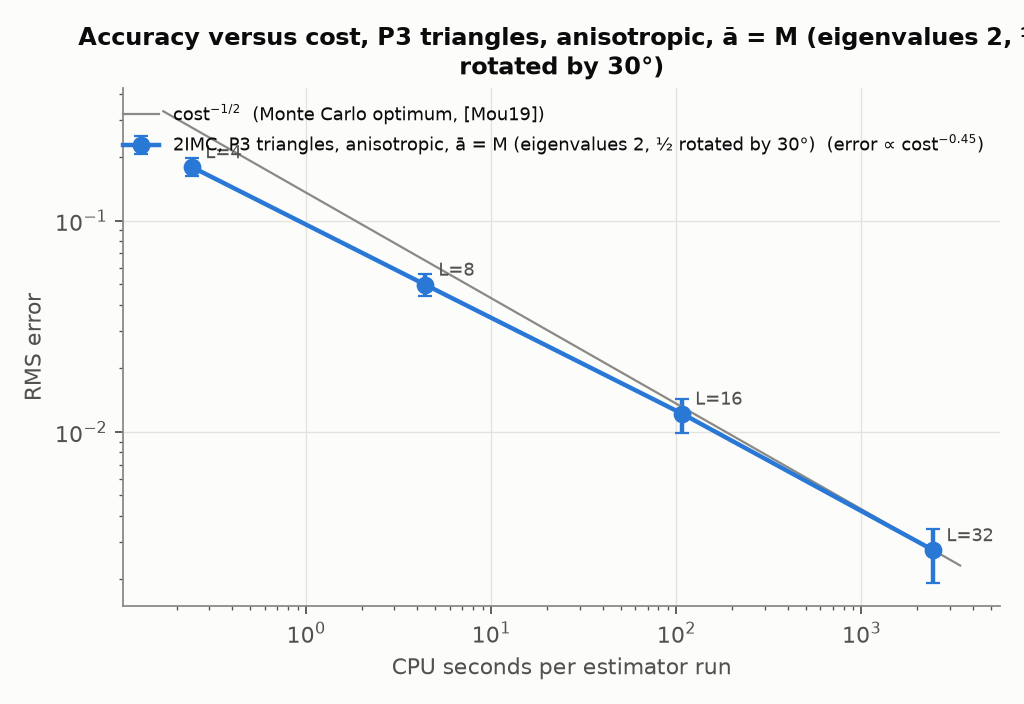 Accuracy versus cost, P3 triangles, anisotropic, ā = M (eigenvalues 2,
rotated by 30°)
cost⁻¹ᐟ² (Monte Carlo optimum, [Mou19])
2IMC, P3 triangles, anisotropic, ā = M (eigenvalues 2, ½ rotated by 30°) (error ∝ cost⁻⁰·⁴⁵)
L=4
10⁻¹
L=8
RMS error
L=16
10⁻²
L=32
10⁰ 10¹ 10² 10³
CPU seconds per estimator run